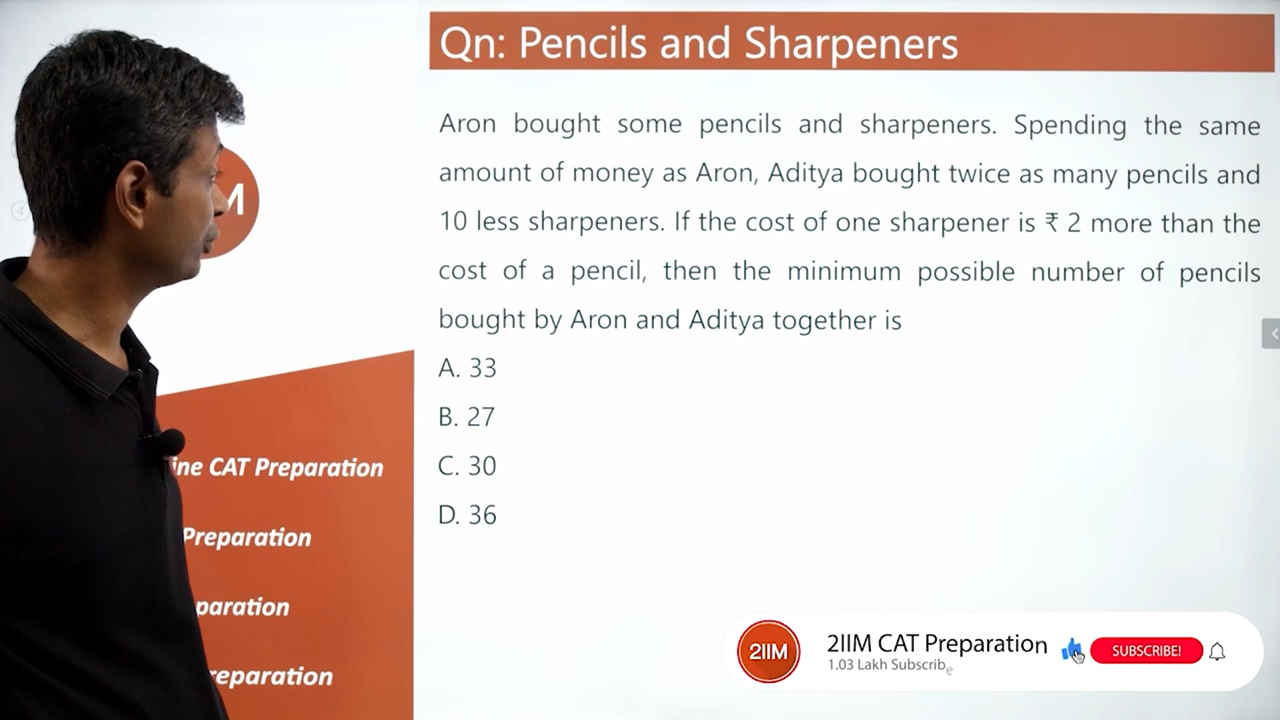 Qn: Pencils and Sharpeners
Aron bought some pencils and sharpeners. Spending the same
amount of money as Aron, Aditya bought twice as many pencils and
10 less sharpeners. If the cost of one sharpener is ₹ 2 more than the
cost of a pencil, then the minimum possible number of pencils
bought by Aron and Aditya together is
A. 33
B. 27
C. 30
D. 36
M
ine CAT Preparation
Preparation
paration
reparation
2IIM
2IIM CAT Preparation
1.03 Lakh Subscribe
SUBSCRIBE!